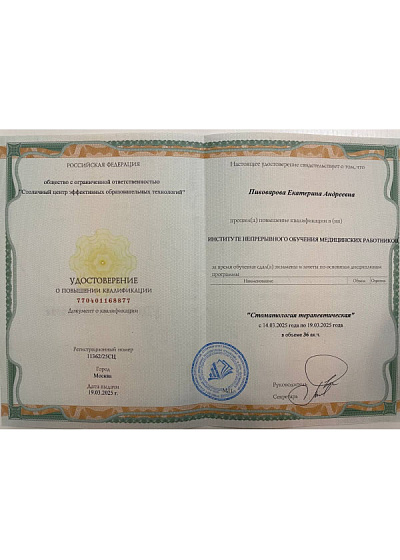 РОССИЙСКАЯ ФЕДЕРАЦИЯ
общество с ограниченной ответственностью
"Столичный центр эффективных образовательных технологий"
УДОСТОВЕРЕНИЕ
О ПОВЫШЕНИИ КВАЛИФИКАЦИИ
770401168877
Документ о квалификации
Регистрационный номер
11362/25СЦ
Город
Москва
Дата выдачи
19.03.2025 г.
Настоящее удостоверение свидетельствует о том, что
Пивоварова Екатерина Андреевна
прошел(а) повышение квалификации в (на)
ИНСТИТУТЕ НЕПРЕРЫВНОГО ОБУЧЕНИЯ МЕДИЦИНСКИХ РАБОТНИКОВ
за время обучения сдал(а) экзамены и зачеты по основным дисциплинам
программы
Наименование Объем Оценка
"Стоматология терапевтическая"
с 14.03.2025 года по 19.03.2025 года
в объеме 36 ак.ч.
Руководитель
М.П.
Секретарь